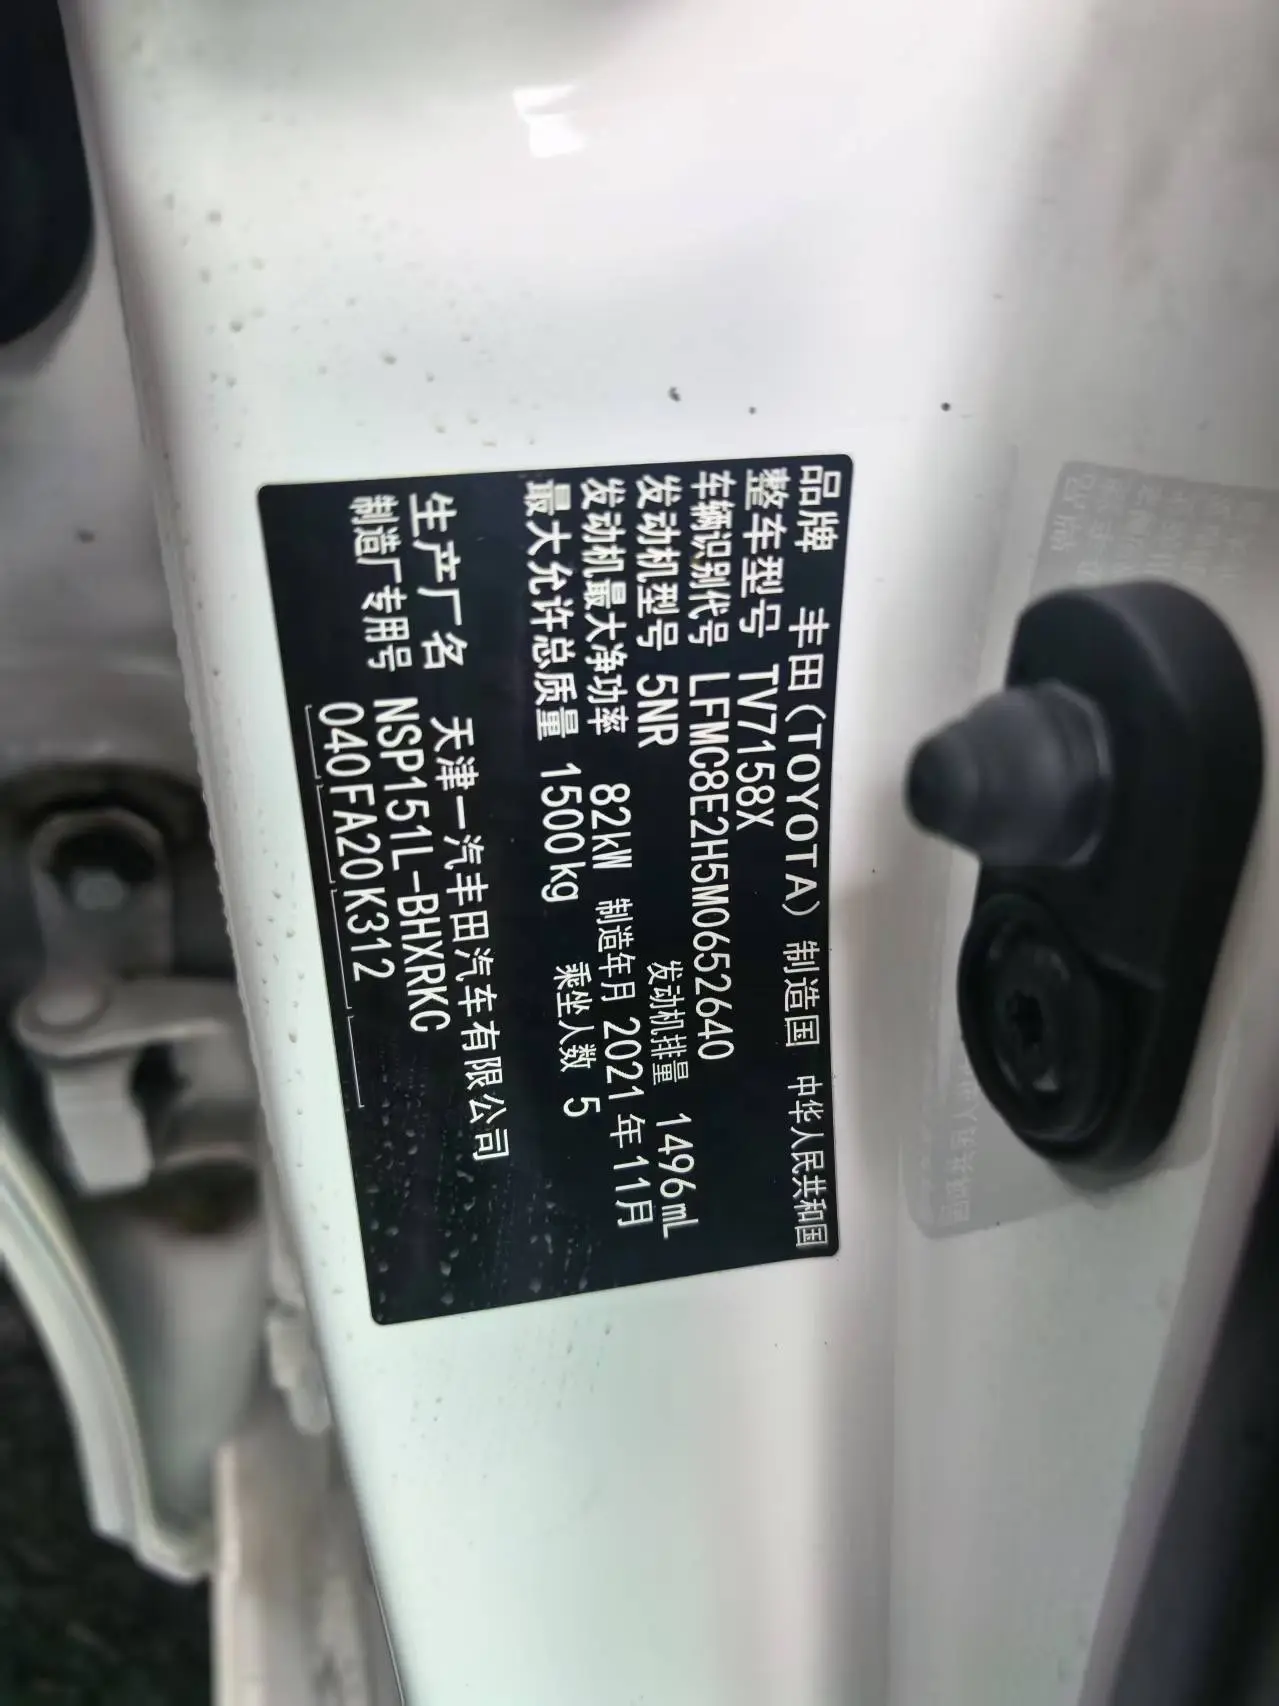 品牌 丰田(TOYOTA) 制造国 中华人民共和国
整车型号 TV7158X
车辆识别代号 LFMC8E2H5M0652640
发动机型号 5NR 发动机排量 1496mL
发动机最大净功率 82kW 制造年月 2021年11月
最大允许总质量 1500kg 乘坐人数 5
生产厂名 天津一汽丰田汽车有限公司
制造厂专用号 NSP151L-BHXRKC
040FA20K312